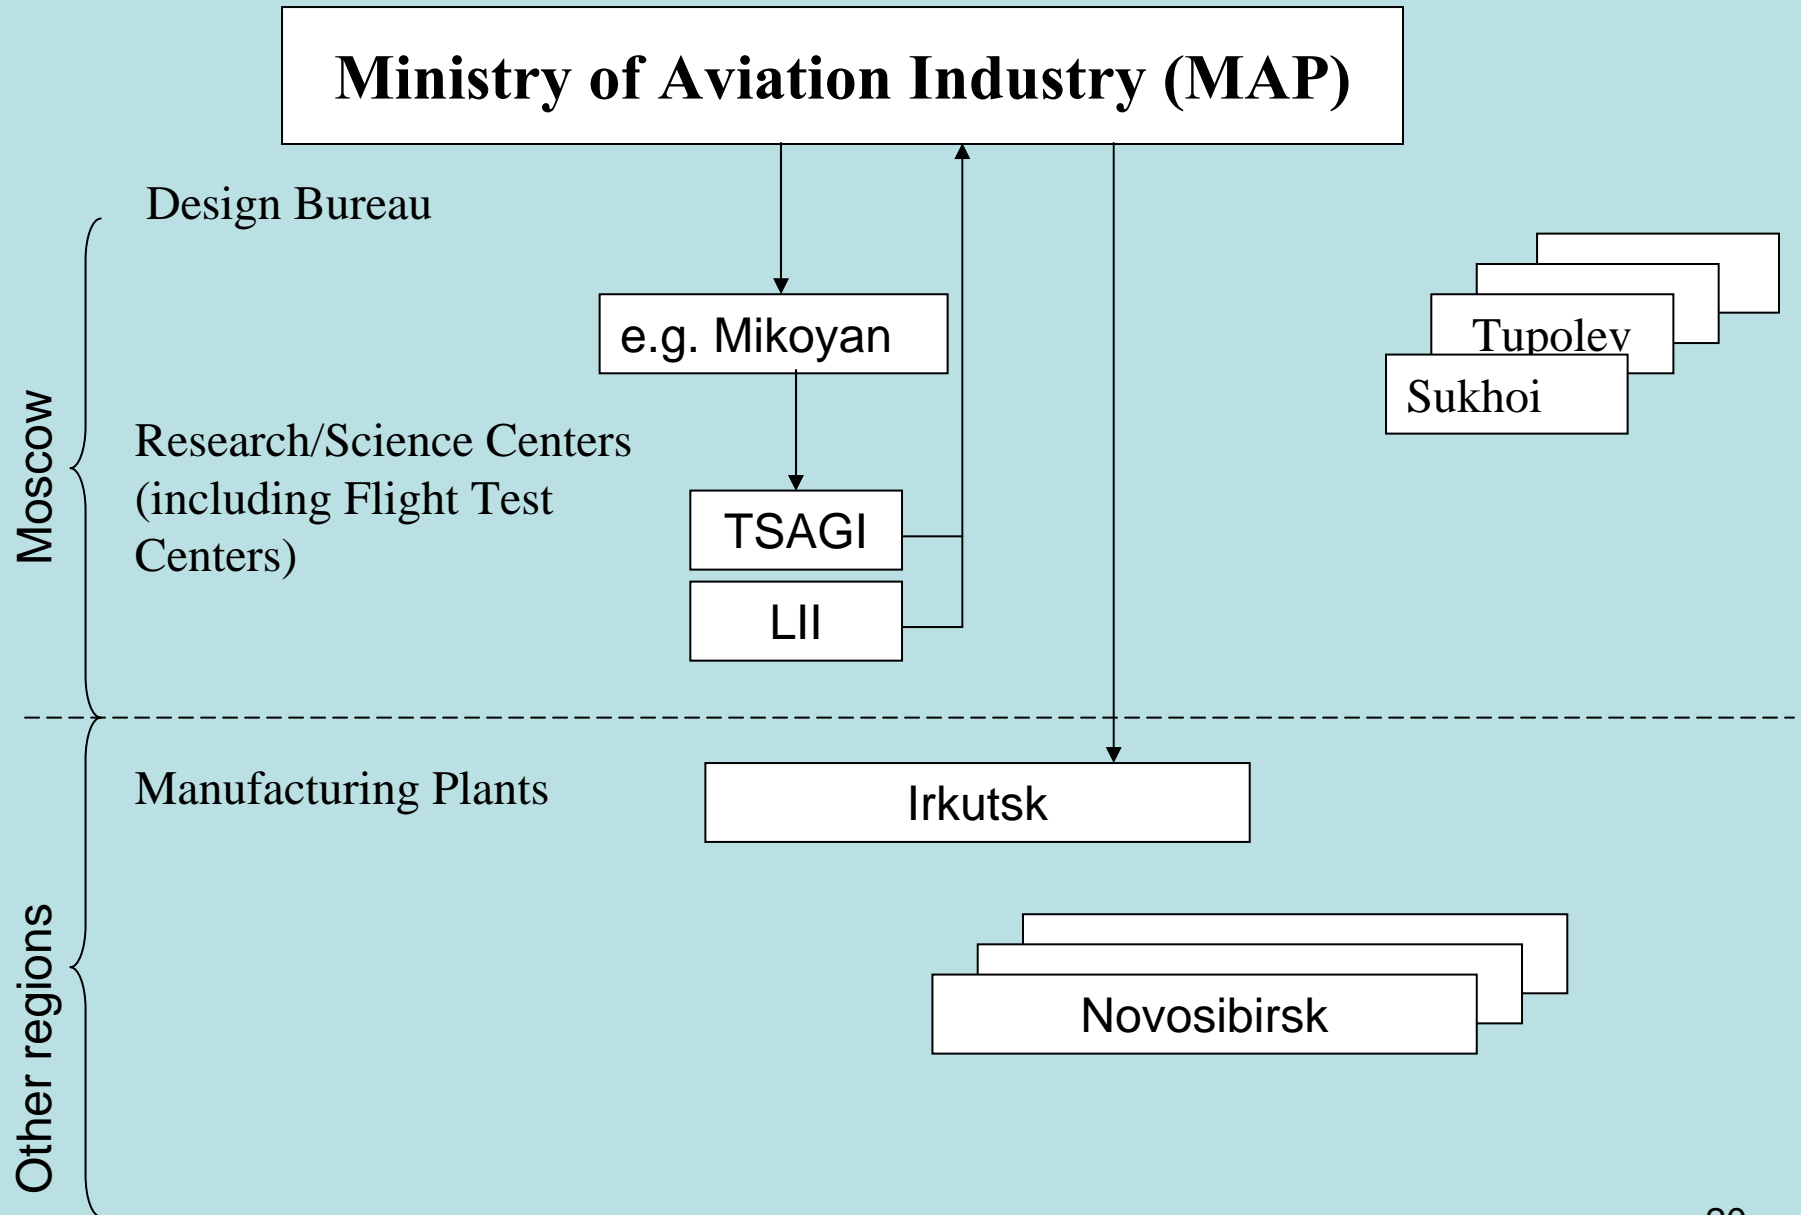 Ministry of Aviation Industry (MAP)
Design Bureau
e.g. Mikoyan
Tupolev
Sukhoi
Moscow
Research/Science Centers
(including Flight Test
Centers)
TSAGI
LII
Manufacturing Plants
Irkutsk
Other regions
Novosibirsk